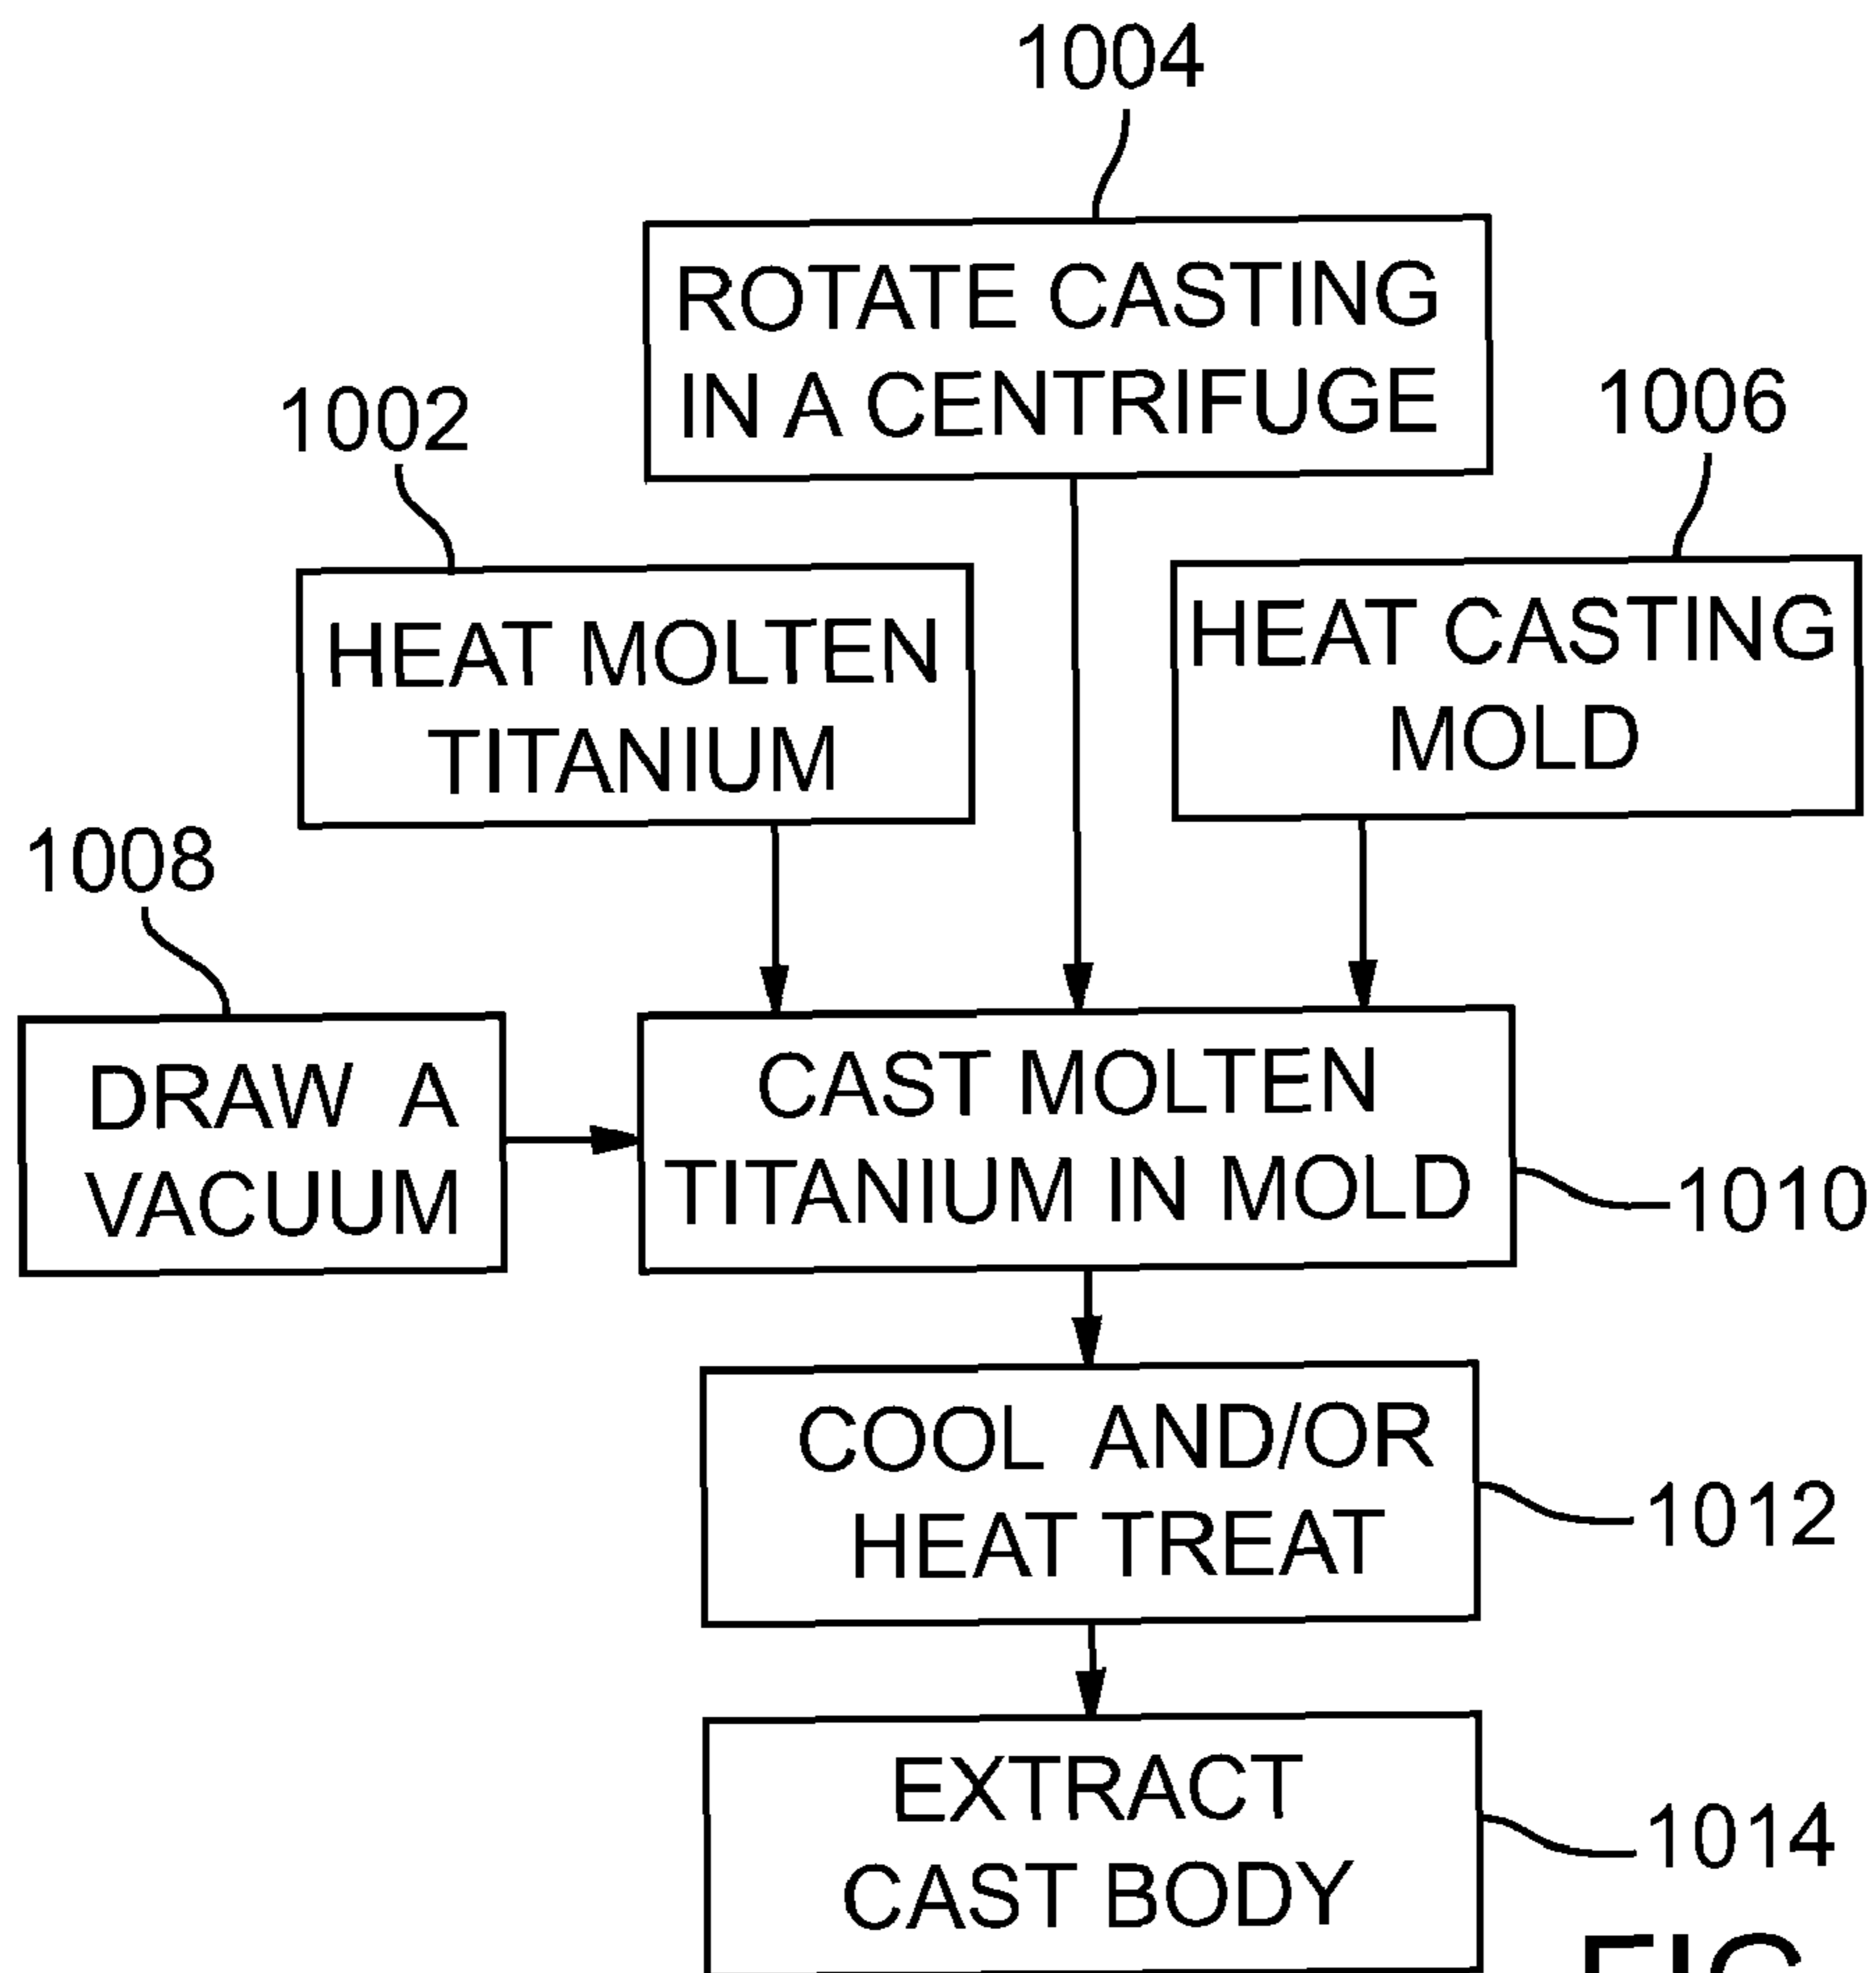 1004
ROTATE CASTING
IN A CENTRIFUGE
1002
1006
HEAT MOLTEN
TITANIUM
HEAT CASTING
MOLD
1008
DRAW A
VACUUM
CAST MOLTEN
TITANIUM IN MOLD
1010
COOL AND/OR
HEAT TREAT
1012
EXTRACT
CAST BODY
1014
FIG